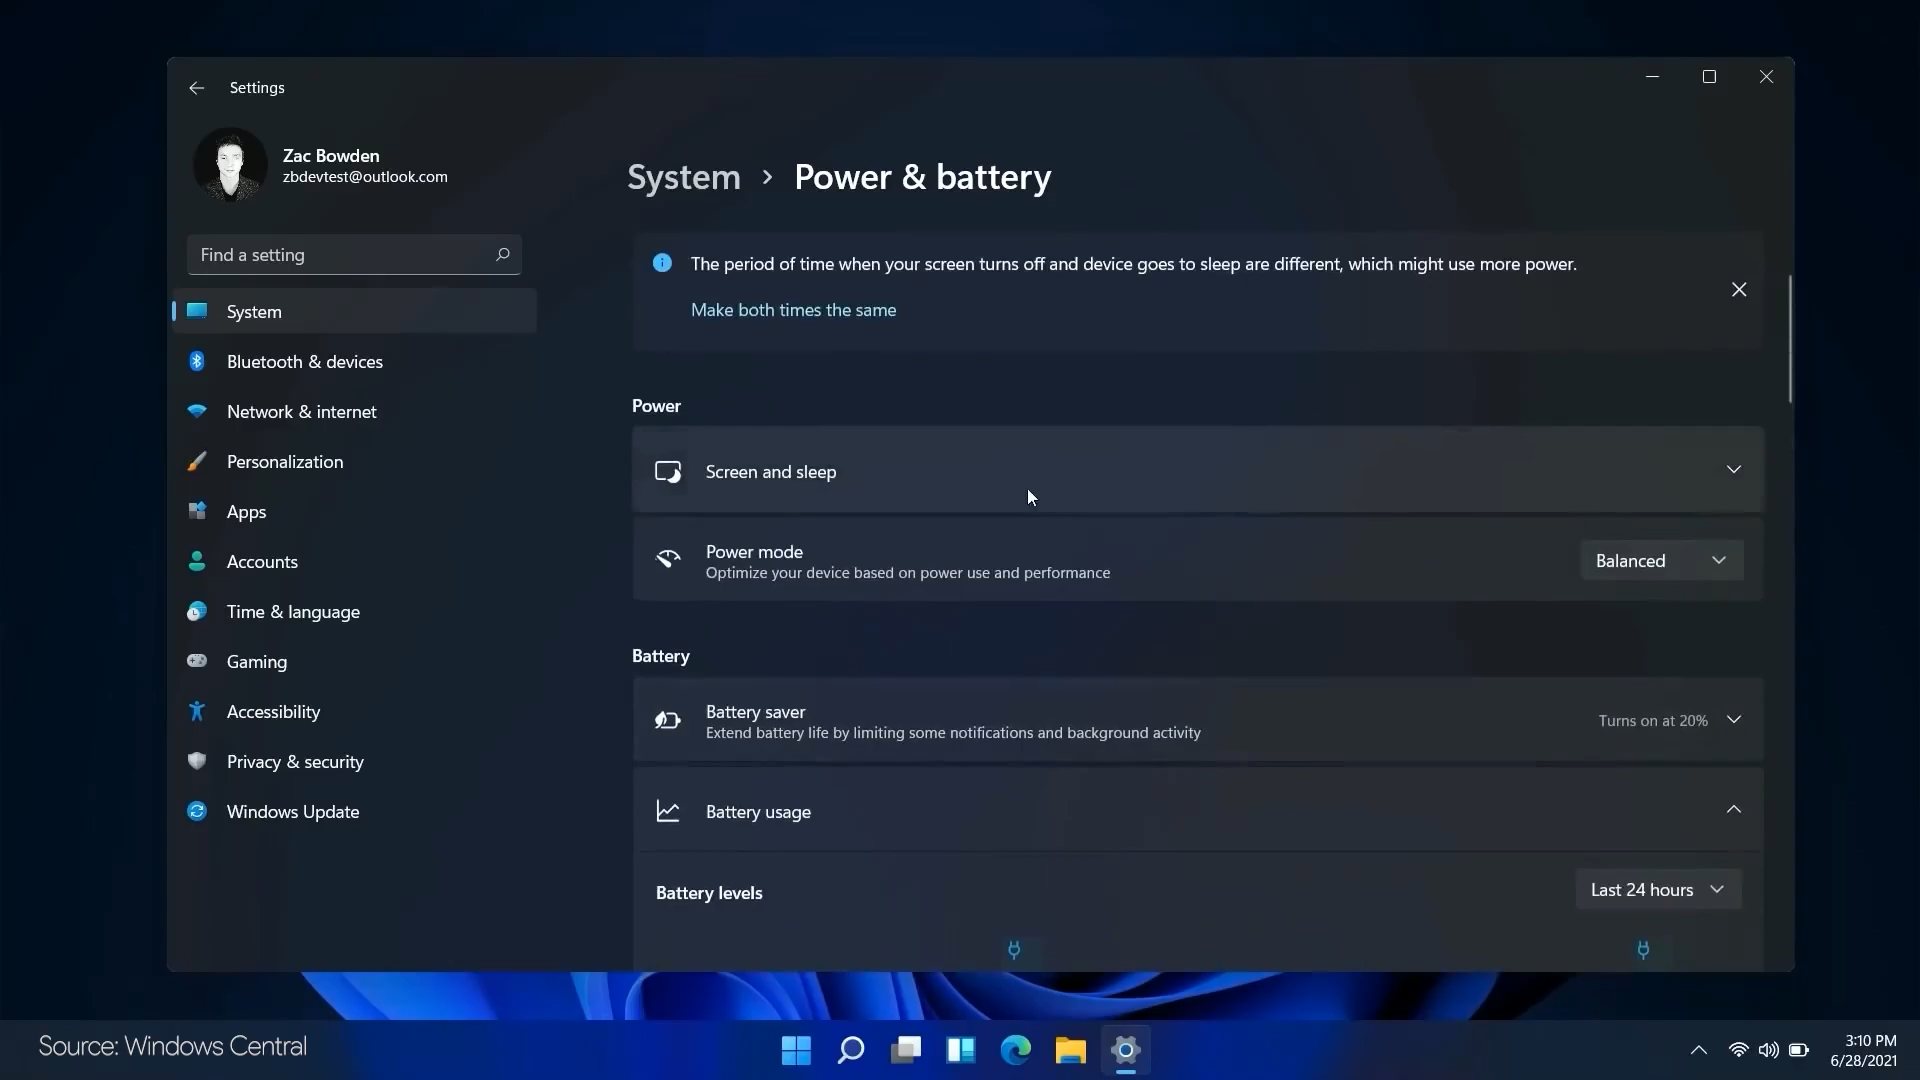 Settings
Zac Bowden
zbdevtest@outlook.com
Find a setting
System
Bluetooth & devices
Network & internet
Personalization
Apps
Accounts
Time & language
Gaming
Accessibility
Privacy & security
Windows Update
System > Power & battery
The period of time when your screen turns off and device goes to sleep are different, which might use more power.
Make both times the same
Power
Screen and sleep
Power mode
Optimize your device based on power use and performance
Balanced
Battery
Battery saver
Extend battery life by limiting some notifications and background activity
Turns on at 20%
Battery usage
Battery levels
Last 24 hours
Source: Windows Central
3:10 PM
6/28/2021